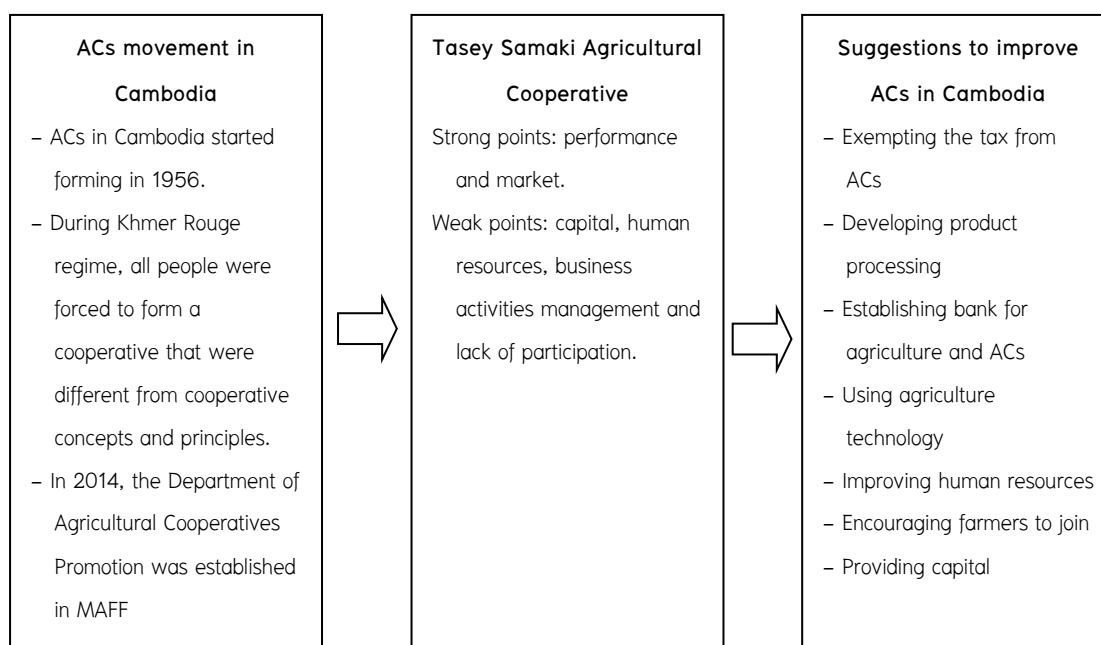 ACs movement in
Cambodia
– ACs in Cambodia started
forming in 1956.
– During Khmer Rouge
regime, all people were
forced to form a
cooperative that were
different from cooperative
concepts and principles.
– In 2014, the Department of
Agricultural Cooperatives
Promotion was established
in MAFF
Tasey Samaki Agricultural
Cooperative
Strong points: performance
and market.
Weak points: capital, human
resources, business
activities management and
lack of participation.
Suggestions to improve
ACs in Cambodia
– Exempting the tax from
ACs
– Developing product
processing
– Establishing bank for
agriculture and ACs
– Using agriculture
technology
– Improving human resources
– Encouraging farmers to join
– Providing capital